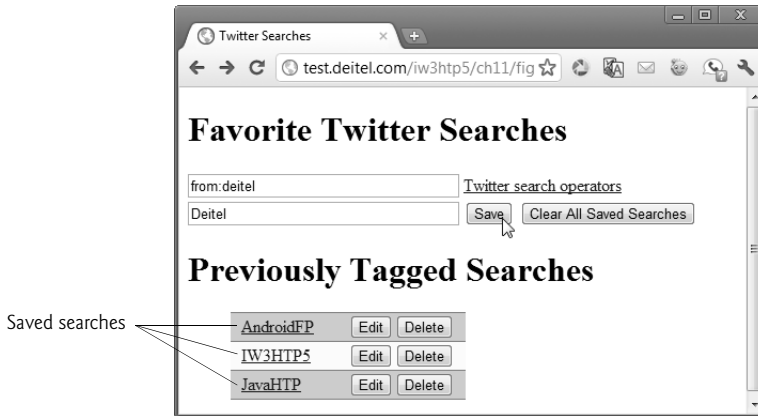 Twitter Searches
test.deitel.com/iw3htp5/ch11/fig
Favorite Twitter Searches
from:deitel Twitter search operators
Deitel Save Clear All Saved Searches
Previously Tagged Searches
Saved searches
AndroidFP Edit Delete
IW3HTP5 Edit Delete
JavaHTP Edit Delete